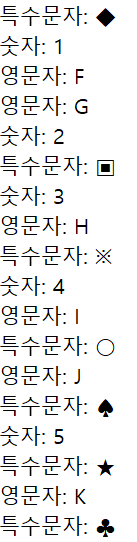 특수문자: ◆
숫자: 1
영문자: F
영문자: G
숫자: 2
특수문자: ▣
숫자: 3
영문자: H
특수문자: ※
숫자: 4
영문자: I
특수문자: ○
영문자: J
특수문자: ♠
숫자: 5
특수문자: ★
영문자: K
특수문자: ♣